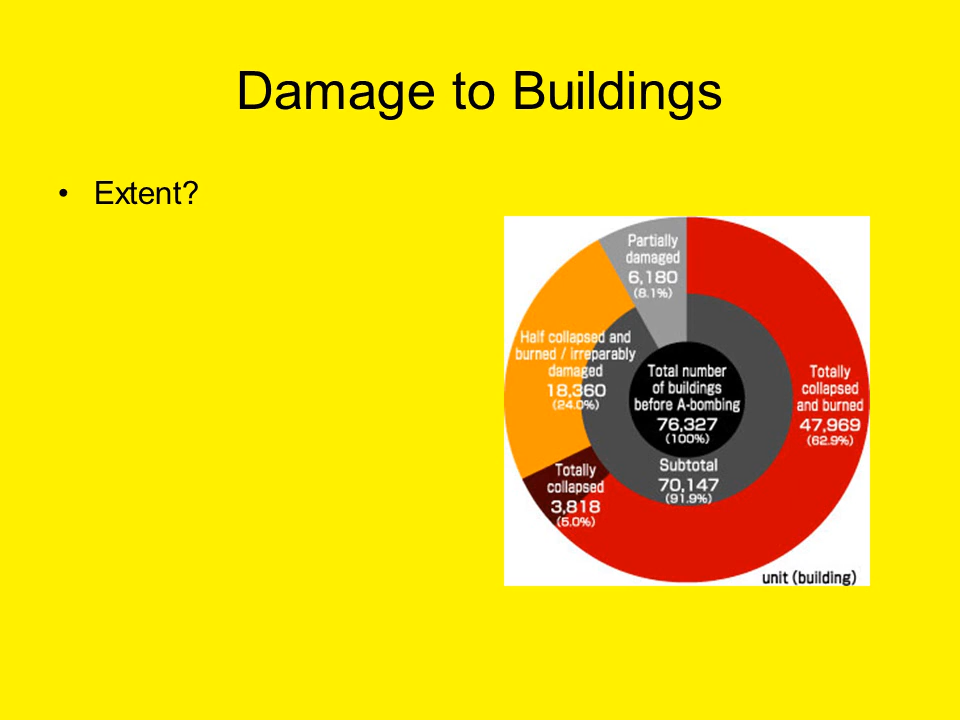 Damage to Buildings
• Extent?
Partially
damaged
6,180
(8.1%)
Half collapsed and
burned / irreparably
damaged
18,360
(24.0%)
Total number
of buildings
before A-bombing
76,327
(100%)
Totally
collapsed
and burned
47,969
(62.9%)
Subtotal
70,147
(91.9%)
Totally
collapsed
3,818
(5.0%)
unit (building)